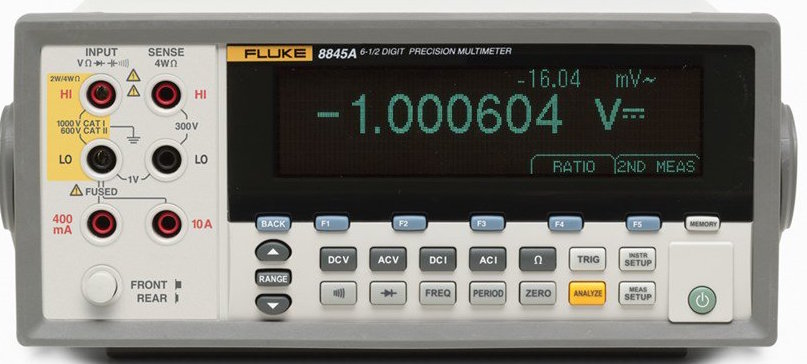 FLUKE 8845A 6-1/2 DIGIT PRECISION MULTIMETER
INPUT
VΩ
SENSE
4WΩ
2W/4WΩ
HI
HI
1000V CAT I
600V CAT II
300V
LO
LO
1V
FUSED
400
mA
10A
FRONT
REAR
-16.04 mV~
-1.000604 V
RATIO 2ND MEAS
BACK F1 F2 F3 F4 F5 MEMORY
RANGE
DCV ACV DCI ACI Ω TRIG INSTR
SETUP
FREQ PERIOD ZERO ANALYZE MEAS
SETUP